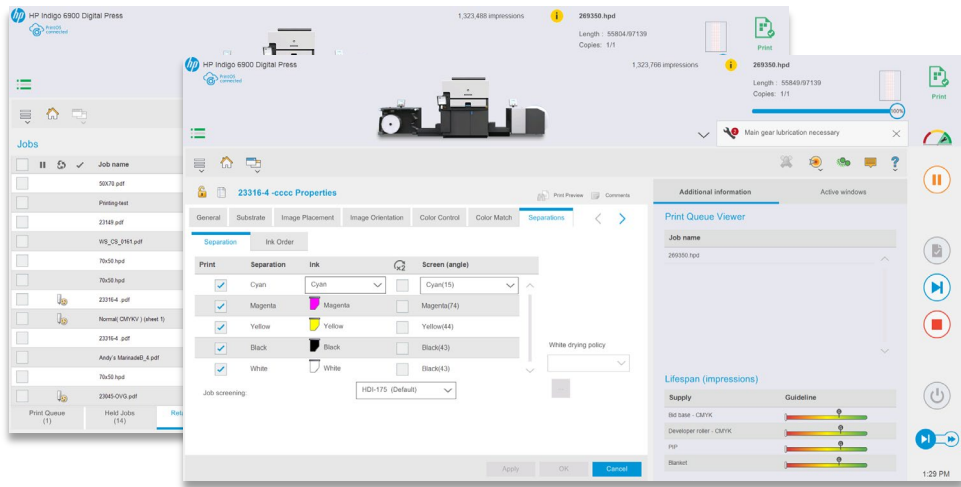 hp HP Indigo 6900 Digital Press
PrintOS
connected
1,323,488 impressions
i
269350.hpd
Length : 55804/97139
Copies: 1/1
Print
Jobs
Job name
50X70 pdf
Printing-test
23149 pdf
WS_CS_0161 pdf
70x50 hpd
70x50 hpd
23316-4 .pdf
Normal( CMYKV ) (sheet 1)
23316-4 .pdf
Andy's MarinadeB_4.pdf
70x50 hpd
23045-OVG.pdf
Print Queue
(1)
Held Jobs
(14)
hp HP Indigo 6900 Digital Press
PrintOS
connected
1,323,766 impressions
i
269350.hpd
Length : 55849/97139
Copies: 1/1
100%
Print
2 Main gear lubrication necessary
?
23316-4 -cccc Properties
Print Preview
Comments
General Substrate Image Placement Image Orientation Color Control Color Match Separations
Separation Ink Order
Print Separation Ink x2 Screen (angle)
Cyan Cyan Cyan(15)
Magenta Magenta Magenta(74)
Yellow Yellow Yellow(44)
Black Black Black(43)
White White Black(43)
Job screening: HDI-175 (Default)
White drying policy
...
Apply OK Cancel
Additional information Active windows
Print Queue Viewer
Job name
269350.hpd
Lifespan (impressions)
Supply Guideline
Bid base - CMYK
Developer roller - CMYK
PIP
Blanket
1:29 PM